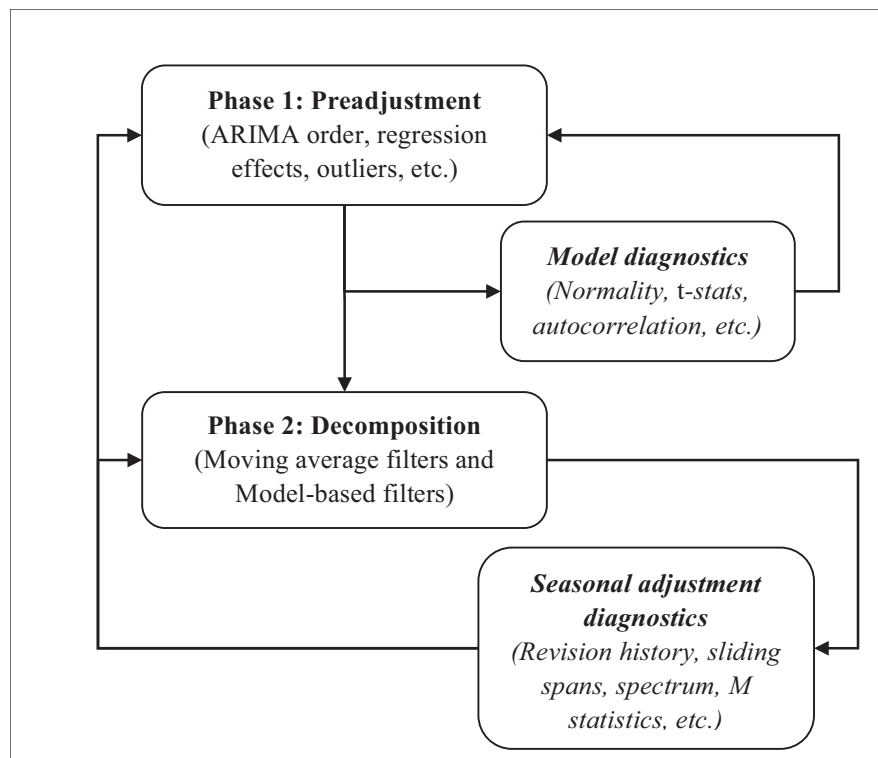 Phase 1: Preadjustment
(ARIMA order, regression
effects, outliers, etc.)
Model diagnostics
(Normality, t-stats,
autocorrelation, etc.)
Phase 2: Decomposition
(Moving average filters and
Model-based filters)
Seasonal adjustment
diagnostics
(Revision history, sliding
spans, spectrum, M
statistics, etc.)